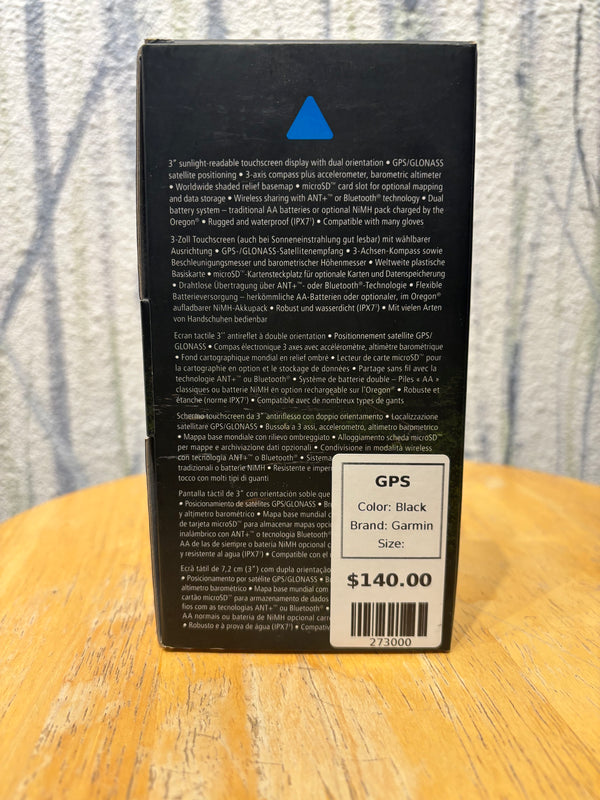 3" sunlight-readable touchscreen display with dual orientation • GPS/GLONASS
satellite positioning • 3-axis compass plus accelerometer, barometric altimeter
• Worldwide shaded relief basemap • microSD™ card slot for optional mapping
and data storage • Wireless sharing with ANT+™ or Bluetooth® technology • Dual
battery system – traditional AA batteries or optional NiMH pack charged by the
Oregon® • Rugged and waterproof (IPX7¹) • Compatible with many gloves
3-Zoll Touchscreen (auch bei Sonneneinstrahlung gut lesbar) mit wählbarer
Ausrichtung • GPS-/GLONASS-Satellitenempfang • 3-Achsen-Kompass sowie
Beschleunigungsmesser und barometrischer Höhenmesser • Weltweite plastische
Basiskarte • microSD™-Kartensteckplatz für optionale Karten und Datenspeicherung
• Drahtlose Übertragung über ANT+™- oder Bluetooth®-Technologie • Flexible
Batterieversorgung – herkömmliche AA-Batterien oder optionaler, im Oregon®
aufladbarer NiMH-Akkupack • Robust und wasserdicht (IPX7¹) • Mit vielen Arten
von Handschuhen bedienbar
Ecran tactile 3" antireflet à double orientation • Positionnement satellite GPS/
GLONASS • Compas électronique 3 axes avec accéléromètre, altimètre barométrique
• Fond cartographique mondial en relief ombré • Lecteur de carte microSD™ pour
la cartographie en option et le stockage de données • Partage sans fil avec la
technologie ANT+™ ou Bluetooth® • Système de batterie double – Piles « AA »
classiques ou batterie NiMH en option rechargeable sur l'Oregon® • Robuste et
étanche (norme IPX7¹) • Compatible avec de nombreux types de gants
Schermo touchscreen da 3" antiriflesso con doppio orientamento • Localizzazione
satellitare GPS/GLONASS • Bussola a 3 assi, accelerometro, altimetro barometrico
• Mappa base mondiale con rilievo ombreggiato • Alloggiamento scheda microSD™
per mappe e archiviazione dati opzionali • Condivisione in modalità wireless
con tecnologia ANT+™ o Bluetooth® • Sistema
tradizionali o batterie NiMH • Resistente e
tocco con molti tipi di guanti
Pantalla táctil de 3" con orientación
• Posicionamiento de satélites GPS/GLONASS •
y altímetro barométrico • Mapa base mundial
de tarjeta microSD™ para almacenar mapas
inalámbrico con ANT+™ o tecnología
AA de las de siempre o batería de NiMH opcional
y resistente al agua (IPX7¹) • Compatible con el
Ecrã tátil de 7,2 cm (3") com dupla
• Posicionamento por satélite GPS/GLONASS •
altímetro barométrico • Mapa base mundial com
cartão microSD™ para armazenamento de dados
fios com as tecnologias ANT+™ ou Bluetooth® •
AA normais ou bateria de NiMH opcional
• Robusto e à prova de água (IPX7¹) •
GPS
Color: Black
Brand: Garmin
Size:
$140.00
273000